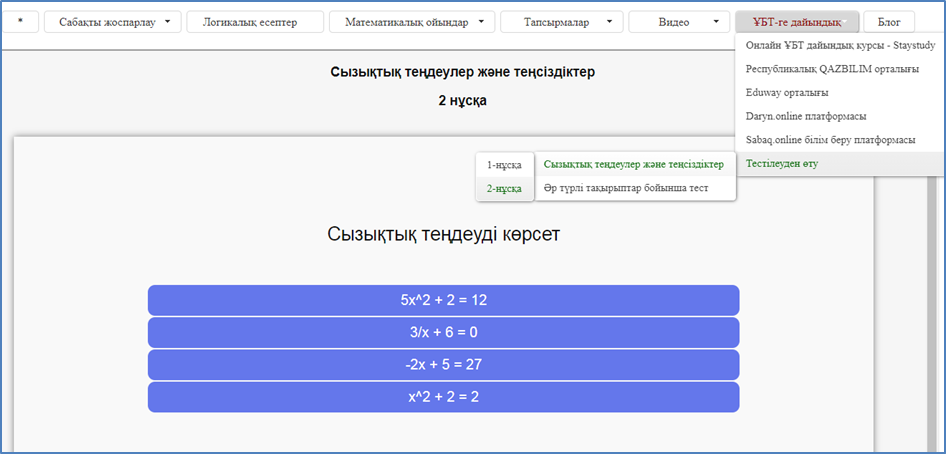 *
Сабақты жоспарлау
Логикалық есептер
Математикалық ойындар
Тапсырмалар
Видео
ҰБТ-ге дайындық
Блог
Онлайн ҰБТ дайындық курсы - Staystudy
Республикалық QAZBILIM орталығы
Eduway орталығы
Daryn.online платформасы
Sabaq.online білім беру платформасы
Тестілеуден өту
Сызықтық теңдеулер және теңсіздіктер
Әр түрлі тақырыптар бойынша тест
1-нұсқа
2-нұсқа
Сызықтық теңдеулер және теңсіздіктер
2 нұсқа
Сызықтық теңдеуді көрсет
5x^2 + 2 = 12
3/x + 6 = 0
-2x + 5 = 27
x^2 + 2 = 2